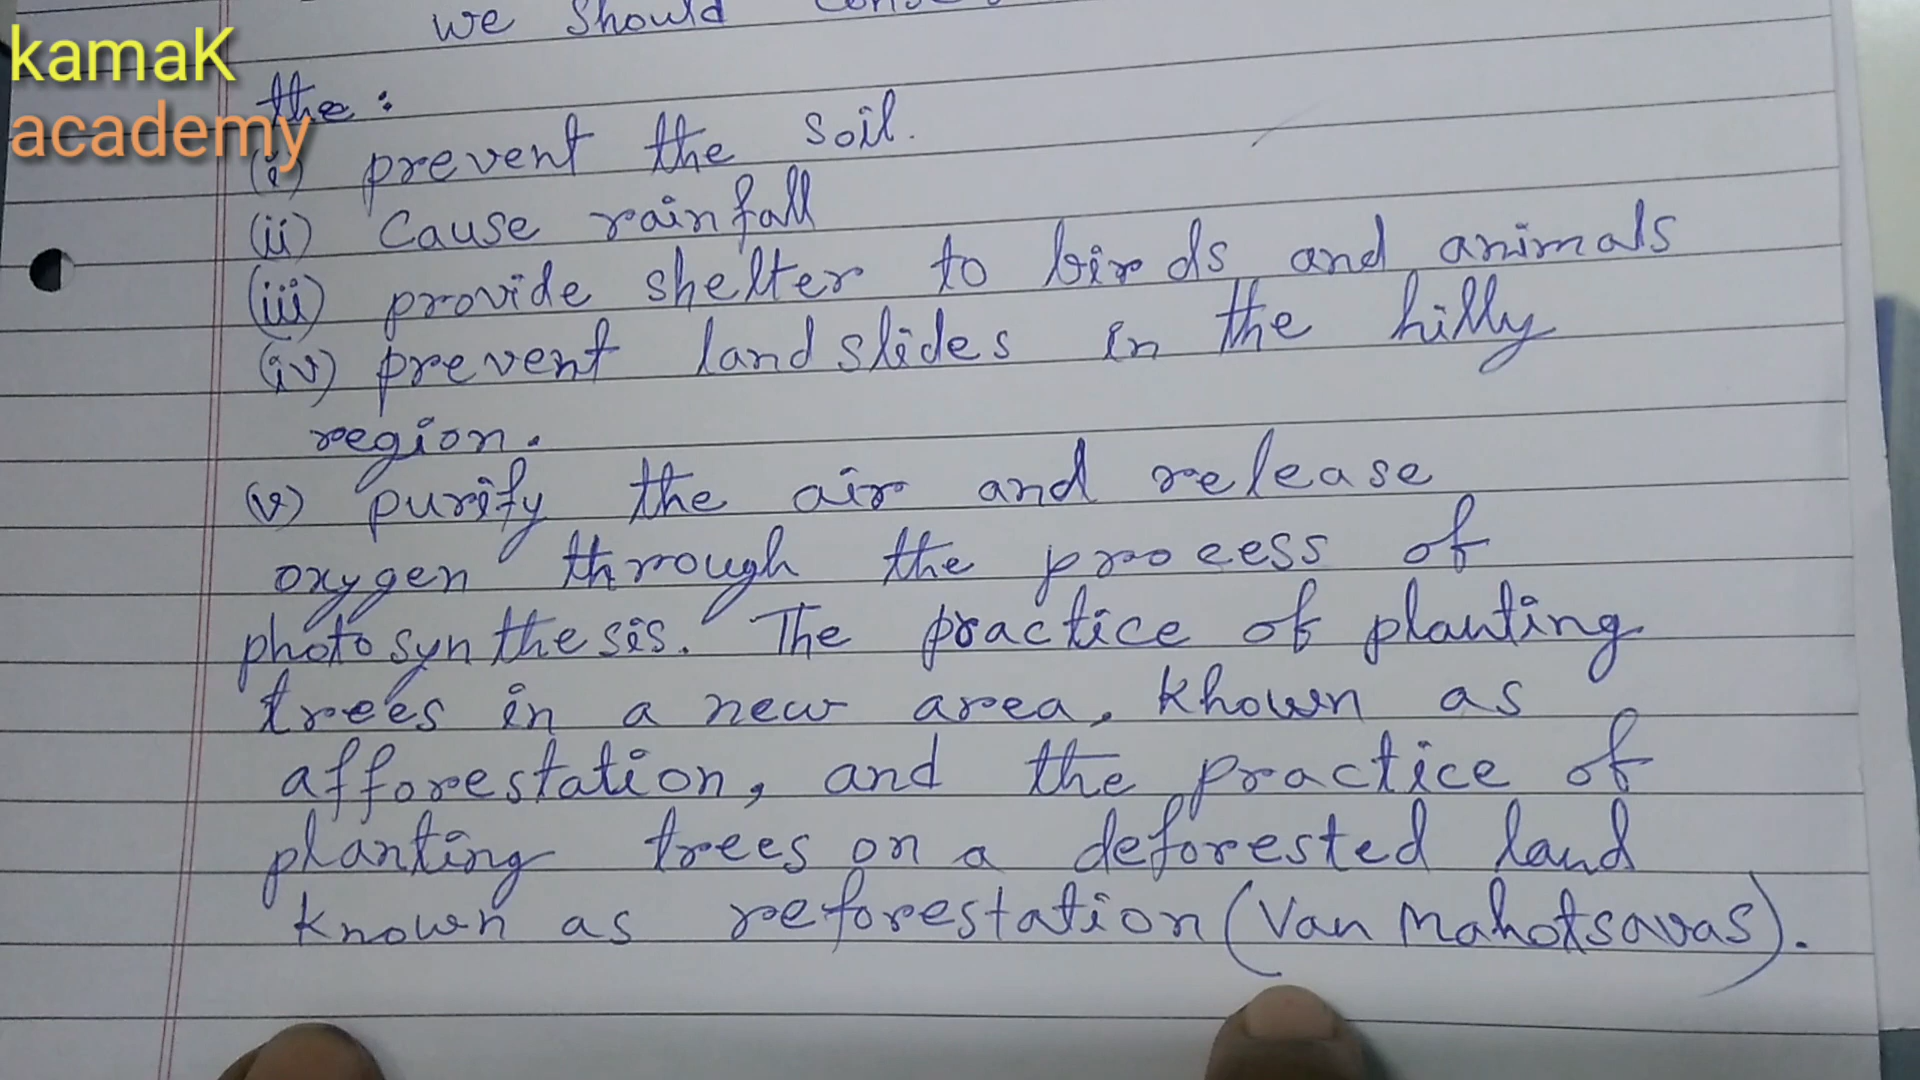 we should
kamaK
academy
the :
(i) prevent the soil.
(ii) Cause rainfall
(iii) provide shelter to birds and animals
(iv) prevent landslides in the hilly
region.
(v) purify the air and release
oxygen through the process of
photosynthesis. The practice of planting
trees in a new area, known as
afforestation, and the practice of
planting trees on a deforested land
known as reforestation (Van Mahotsavas).